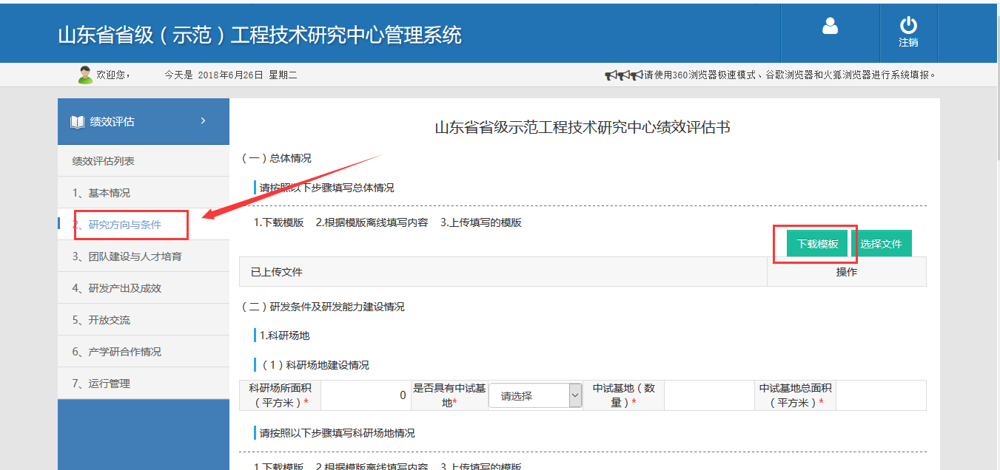 山东省省级（示范）工程技术研究中心管理系统
注销
欢迎您，
今天是 2018年6月26日 星期二
请使用360浏览器极速模式、谷歌浏览器和火狐浏览器进行系统填报。
绩效评估
绩效评估列表
1、基本情况
2、研究方向与条件
3、团队建设与人才培育
4、研发产出及成效
5、开放交流
6、产学研合作情况
7、运行管理
山东省省级示范工程技术研究中心绩效评估书
（一）总体情况
请按照以下步骤填写总体情况
1.下载模版 2.根据模版离线填写内容 3.上传填写的模版
下载模板 选择文件
已上传文件 操作
（二）研发条件及研发能力建设情况
1.科研场地
（1）科研场地建设情况
科研场所面积（平方米）* 0 是否具有中试基地* 请选择 中试基地（数量）* 中试基地总面积（平方米）*
请按照以下步骤填写科研场地情况
1.下载模版 2.根据模版离线填写内容 3.上传填写的模版